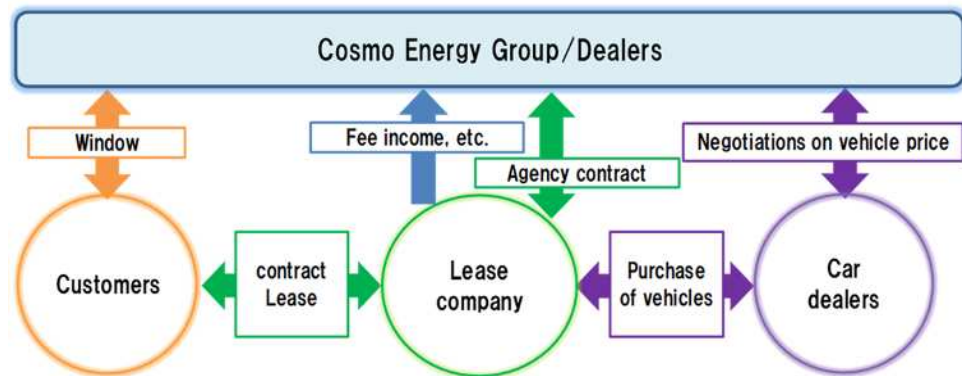 Cosmo Energy Group/Dealers
Window
Fee income, etc.
Agency contract
Negotiations on vehicle price
Customers
contract
Lease
Lease
company
Purchase
of vehicles
Car
dealers